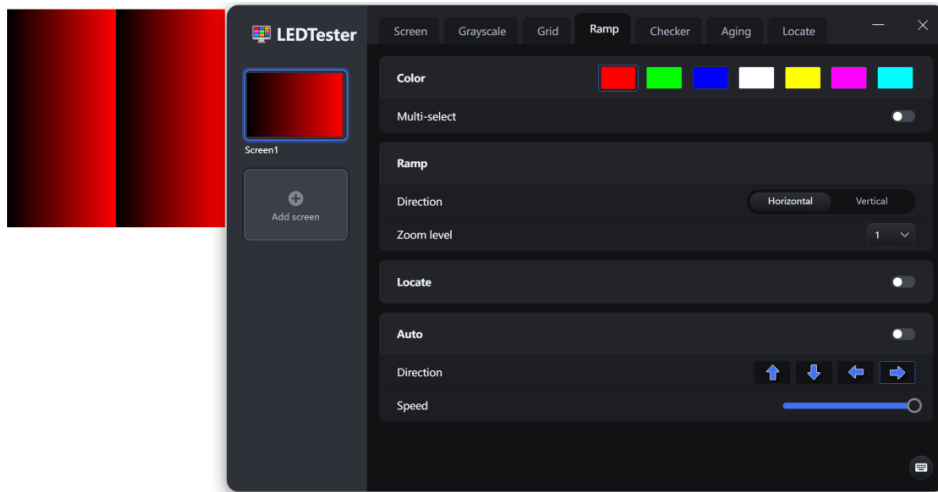 LEDTester
Screen Grayscale Grid Ramp Checker Aging Locate
Color
Multi-select
Screen1
Ramp
Direction Horizontal Vertical
Add screen
Zoom level 1
Locate
Auto
Direction
Speed